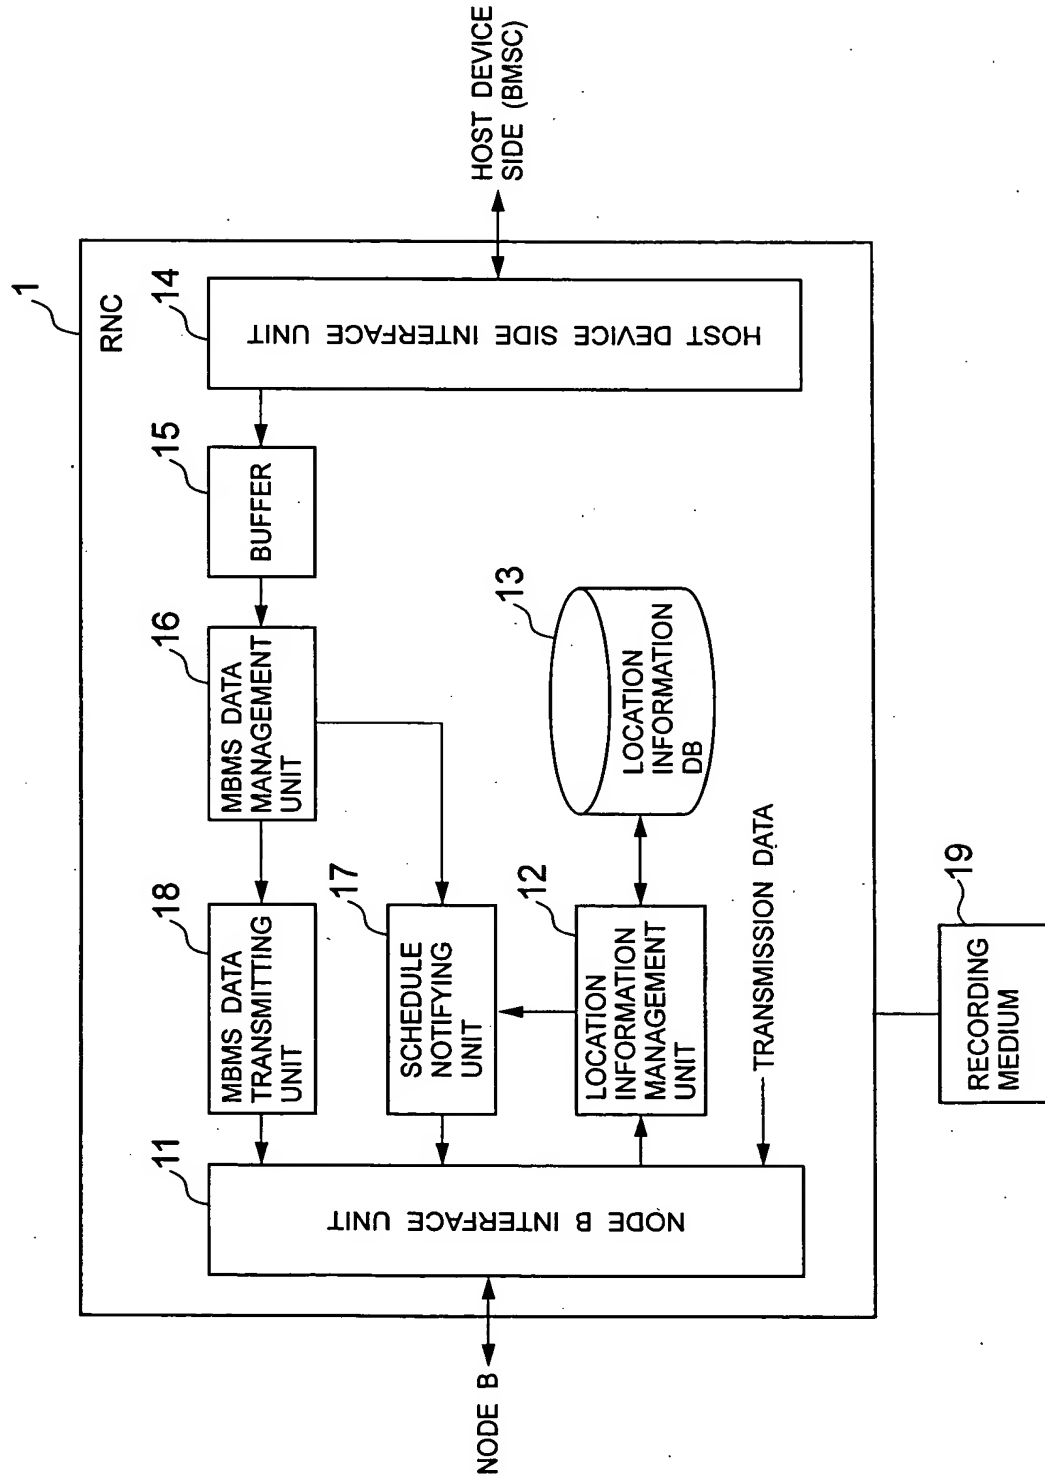 1
RNC
11
NODE B INTERFACE UNIT
18
MBMS DATA
TRANSMITTING
UNIT
16
MBMS DATA
MANAGEMENT
UNIT
15
BUFFER
14
HOST DEVICE SIDE INTERFACE UNIT
NODE B
HOST DEVICE
SIDE (BMSC)
17
SCHEDULE
NOTIFYING
UNIT
12
LOCATION
INFORMATION
MANAGEMENT
UNIT
13
LOCATION
INFORMATION
DB
TRANSMISSION DATA
19
RECORDING
MEDIUM